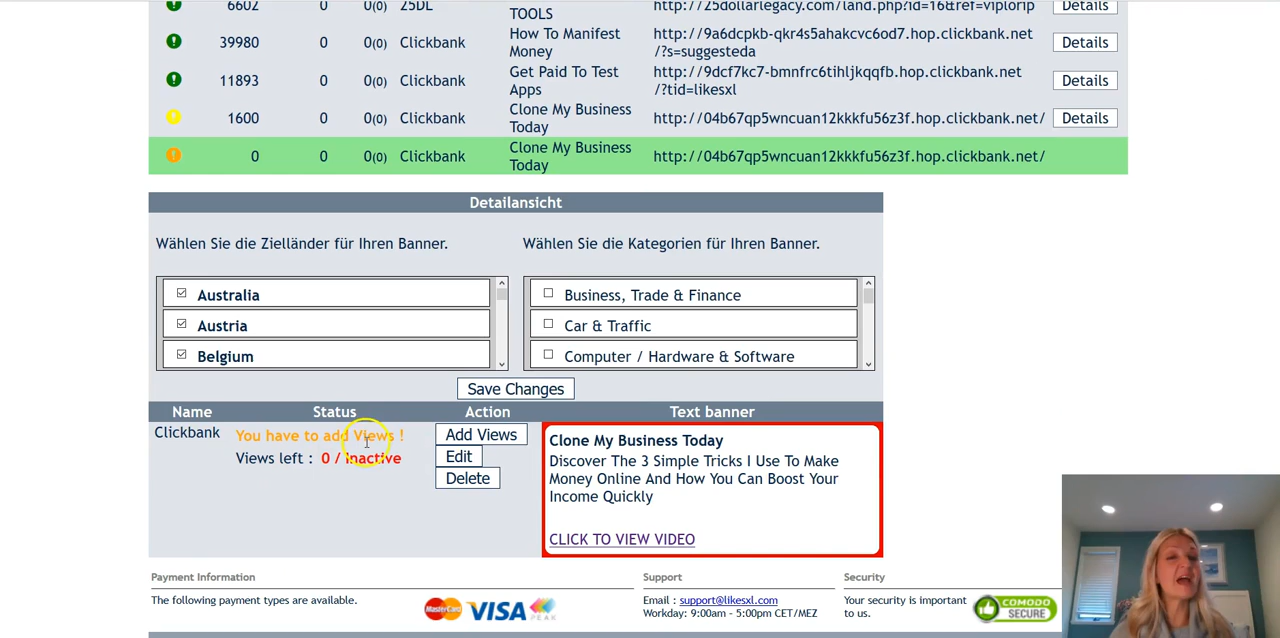 6602 0 0(0) 25DL TOOLS http://25dollarlegacy.com/land.php?id=16&ref=viplorip Details
39980 0 0(0) Clickbank How To Manifest Money http://9a6dcpkb-qkr4s5ahakcvc6od7.hop.clickbank.net/?s=suggesteda Details
11893 0 0(0) Clickbank Get Paid To Test Apps http://9dcf7kc7-bmnfrc6tihljkqqfb.hop.clickbank.net/?tid=likesxl Details
1600 0 0(0) Clickbank Clone My Business Today http://04b67qp5wncuan12kkkfu56z3f.hop.clickbank.net/ Details
0 0 0(0) Clickbank Clone My Business Today http://04b67qp5wncuan12kkkfu56z3f.hop.clickbank.net/
Detailansicht
Wählen Sie die Zielländer für Ihren Banner.
Wählen Sie die Kategorien für Ihren Banner.
Australia
Austria
Belgium
Business, Trade & Finance
Car & Traffic
Computer / Hardware & Software
Save Changes
Name Status Action Text banner
Clickbank
You have to add Views !
Views left : 0 / inactive
Add Views
Edit
Delete
Clone My Business Today
Discover The 3 Simple Tricks I Use To Make
Money Online And How You Can Boost Your
Income Quickly
CLICK TO VIEW VIDEO
Payment Information
The following payment types are available.
MasterCard VISA PEAK
Support
Email : support@likesxl.com
Workday: 9:00am - 5:00pm CET/MEZ
Security
Your security is important
to us.
COMODO
SECURE